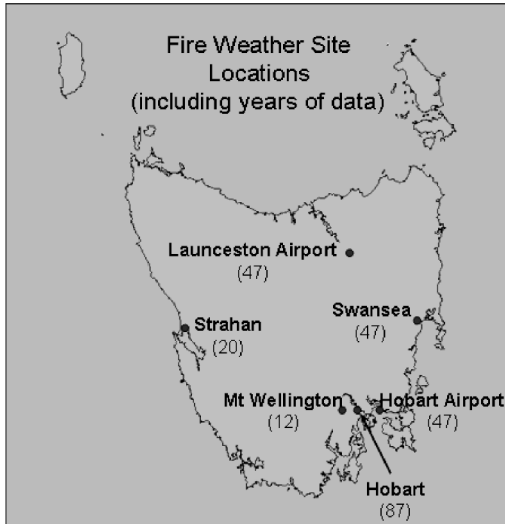 Fire Weather Site
Locations
(including years of data)
Launceston Airport
(47)
Swansea
(47)
Strahan
(20)
Mt Wellington
(12)
Hobart Airport
(47)
Hobart
(87)